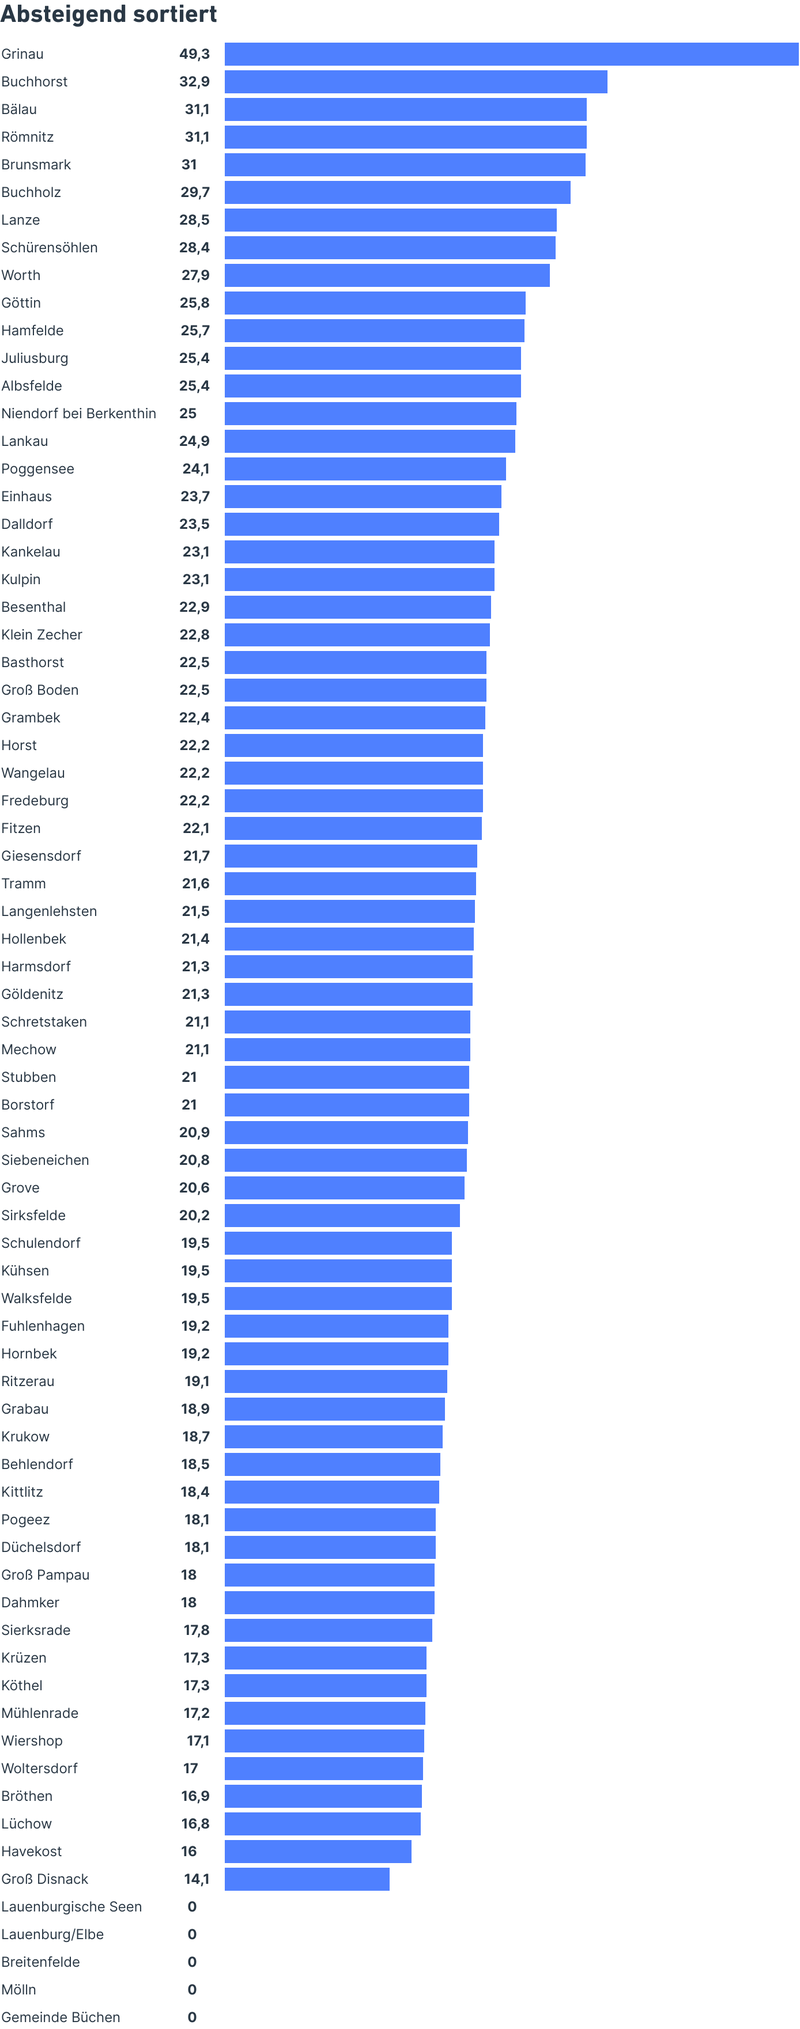 Absteigend sortiert
Grinau 49,3
Buchhorst 32,9
Bälau 31,1
Römnitz 31,1
Brunsmark 31
Buchholz 29,7
Lanze 28,5
Schürensöhlen 28,4
Worth 27,9
Göttin 25,8
Hamfelde 25,7
Juliusburg 25,4
Albsfelde 25,4
Niendorf bei Berkenthin 25
Lankau 24,9
Poggensee 24,1
Einhaus 23,7
Dalldorf 23,5
Kankelau 23,1
Kulpin 23,1
Besenthal 22,9
Klein Zecher 22,8
Basthorst 22,5
Groß Boden 22,5
Grambek 22,4
Horst 22,2
Wangelau 22,2
Fredeburg 22,2
Fitzen 22,1
Giesensdorf 21,7
Tramm 21,6
Langenlehsten 21,5
Hollenbek 21,4
Harmsdorf 21,3
Göldenitz 21,3
Schretstaken 21,1
Mechow 21,1
Stubben 21
Borstorf 21
Sahms 20,9
Siebeneichen 20,8
Grove 20,6
Sirksfelde 20,2
Schulendorf 19,5
Kühsen 19,5
Walksfelde 19,5
Fuhlenhagen 19,2
Hornbek 19,2
Ritzerau 19,1
Grabau 18,9
Krukow 18,7
Behlendorf 18,5
Kittlitz 18,4
Pogeez 18,1
Düchelsdorf 18,1
Groß Pampau 18
Dahmker 18
Sierksrade 17,8
Krüzen 17,3
Köthel 17,3
Mühlenrade 17,2
Wiershop 17,1
Woltersdorf 17
Bröthen 16,9
Lüchow 16,8
Havekost 16
Groß Disnack 14,1
Lauenburgische Seen 0
Lauenburg/Elbe 0
Breitenfelde 0
Mölln 0
Gemeinde Büchen 0